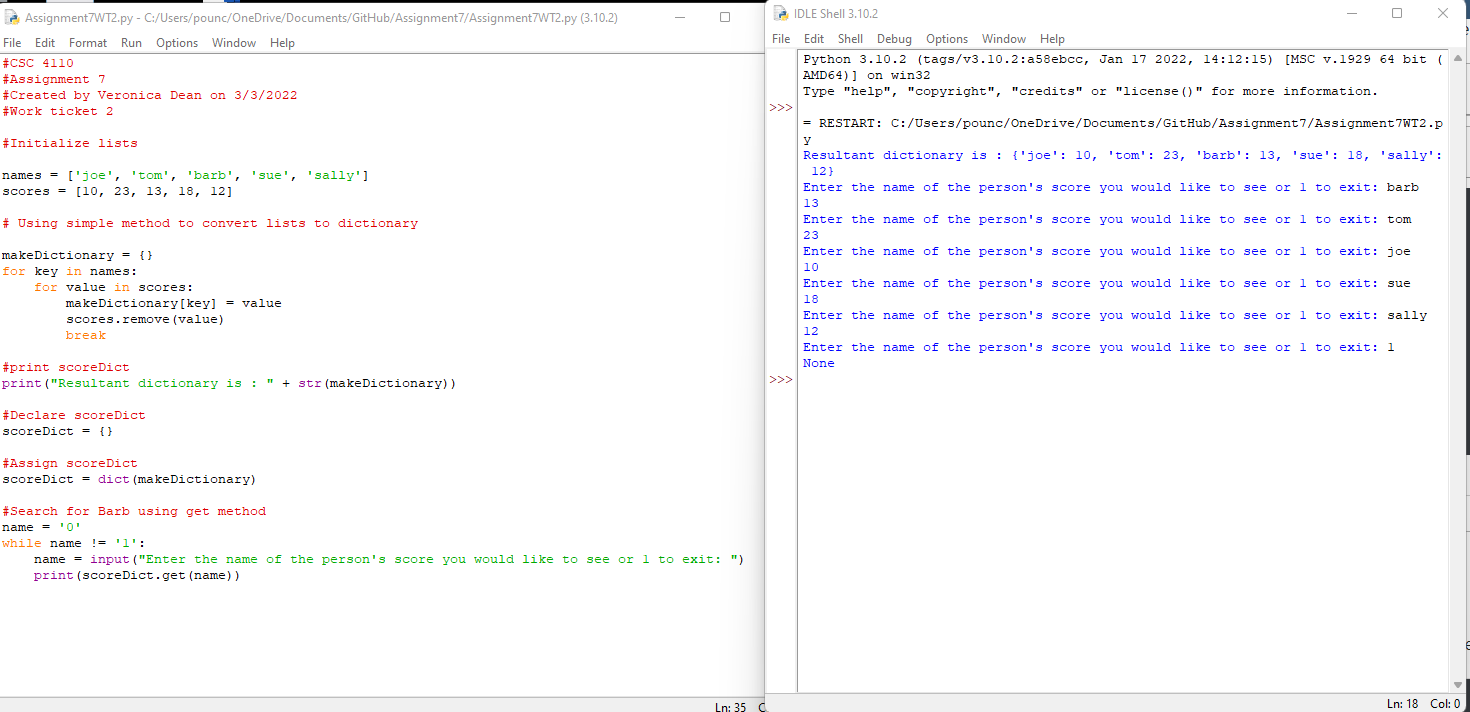 Assignment7WT2.py - C:/Users/pounc/OneDrive/Documents/GitHub/Assignment7/Assignment7WT2.py (3.10.2)
File Edit Format Run Options Window Help
#CSC 4110
#Assignment 7
#Created by Veronica Dean on 3/3/2022
#Work ticket 2
#Initialize lists
names = ['joe', 'tom', 'barb', 'sue', 'sally']
scores = [10, 23, 13, 18, 12]
# Using simple method to convert lists to dictionary
makeDictionary = {}
for key in names:
    for value in scores:
        makeDictionary[key] = value
        scores.remove(value)
        break
#print scoreDict
print("Resultant dictionary is : " + str(makeDictionary))
#Declare scoreDict
scoreDict = {}
#Assign scoreDict
scoreDict = dict(makeDictionary)
#Search for Barb using get method
name = '0'
while name != '1':
    name = input("Enter the name of the person's score you would like to see or 1 to exit: ")
    print(scoreDict.get(name))
Ln: 35 C
IDLE Shell 3.10.2
File Edit Shell Debug Options Window Help
Python 3.10.2 (tags/v3.10.2:a58ebcc, Jan 17 2022, 14:12:15) [MSC v.1929 64 bit (
AMD64)] on win32
Type "help", "copyright", "credits" or "license()" for more information.
>>>
= RESTART: C:/Users/pounc/OneDrive/Documents/GitHub/Assignment7/Assignment7WT2.p
y
Resultant dictionary is : {'joe': 10, 'tom': 23, 'barb': 13, 'sue': 18, 'sally':
 12}
Enter the name of the person's score you would like to see or 1 to exit: barb
13
Enter the name of the person's score you would like to see or 1 to exit: tom
23
Enter the name of the person's score you would like to see or 1 to exit: joe
10
Enter the name of the person's score you would like to see or 1 to exit: sue
18
Enter the name of the person's score you would like to see or 1 to exit: sally
12
Enter the name of the person's score you would like to see or 1 to exit: 1
None
>>>
Ln: 18 Col: 0